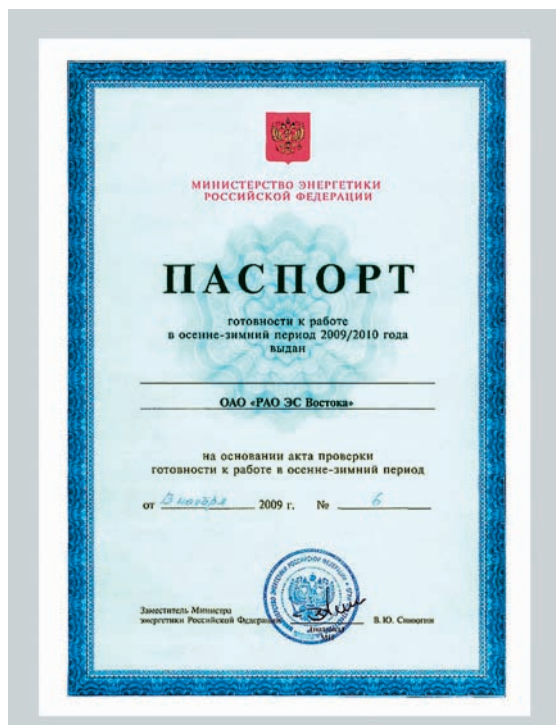 МИНИСТЕРСТВО ЭНЕРГЕТИКИ
РОССИЙСКОЙ ФЕДЕРАЦИИ
ПАСПОРТ
готовности к работе
в осенне-зимний период 2009/2010 года
выдан
ОАО «РАО ЭС Востока»
на основании акта проверки
готовности к работе в осенне-зимний период
от ноября 2009 г. № 6
Заместитель Министра
энергетики Российской Федерации В.Ю. Синюгин